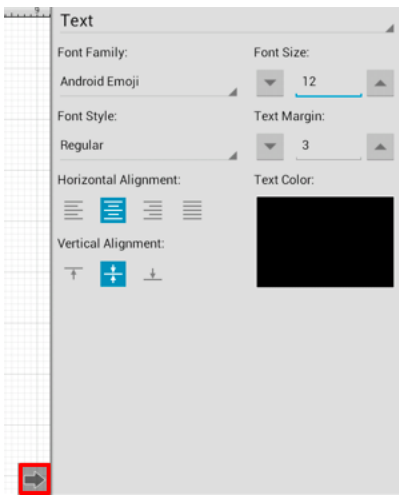 9
Text
Font Family:
Font Size:
Android Emoji
12
Font Style:
Text Margin:
Regular
3
Horizontal Alignment:
Text Color:
Vertical Alignment: